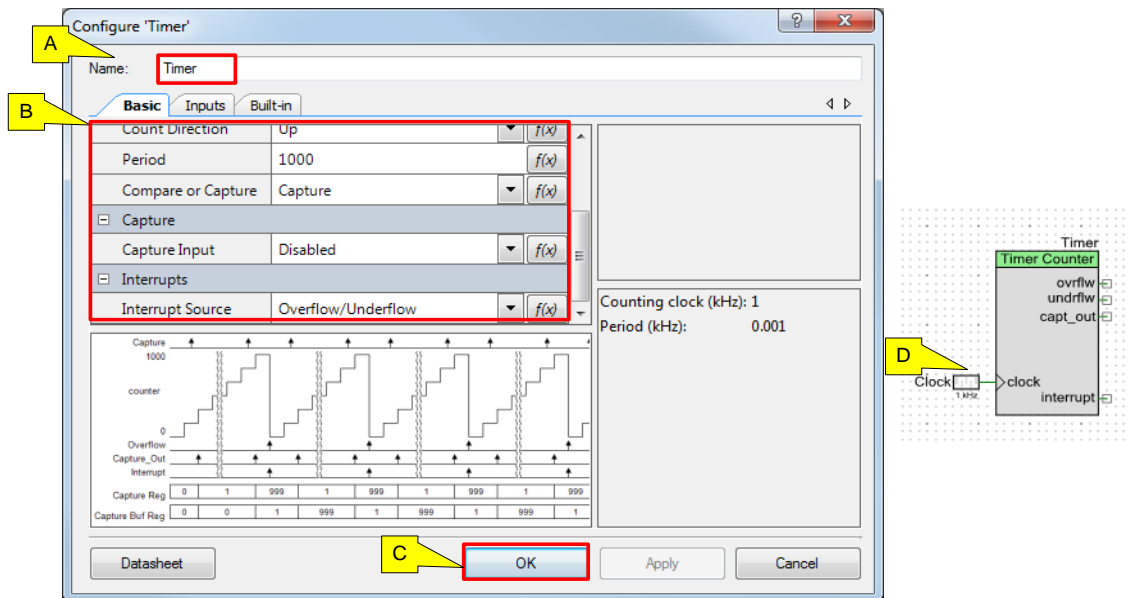 Configure 'Timer'
A
Name: Timer
B
Basic Inputs Built-in
Count Direction Up f(x)
Period 1000 f(x)
Compare or Capture Capture f(x)
Capture
Capture Input Disabled f(x)
Interrupts
Interrupt Source Overflow/Underflow f(x)
Counting clock (kHz): 1
Period (kHz): 0.001
Capture
1000
counter
0
Overflow
Capture_Out
Interrupt
Capture Reg 0 1 999 1 999 1 999 1 999
Capture Buf Reg 0 0 1 999 1 999 1 999 1
C
Datasheet OK Apply Cancel
Timer
Timer Counter
ovrflw
undrflw
capt_out
D
Clock clock
1 kHz
interrupt